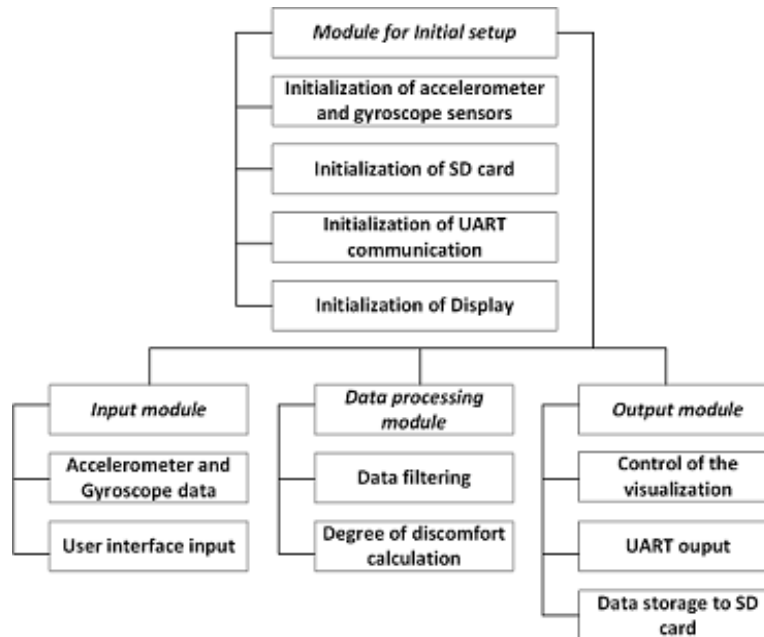 Module for Initial setup
Initialization of accelerometer
and gyroscope sensors
Initialization of SD card
Initialization of UART
communication
Initialization of Display
Input module
Accelerometer and
Gyroscope data
User interface input
Data processing
module
Data filtering
Degree of discomfort
calculation
Output module
Control of the
visualization
UART ouput
Data storage to SD
card